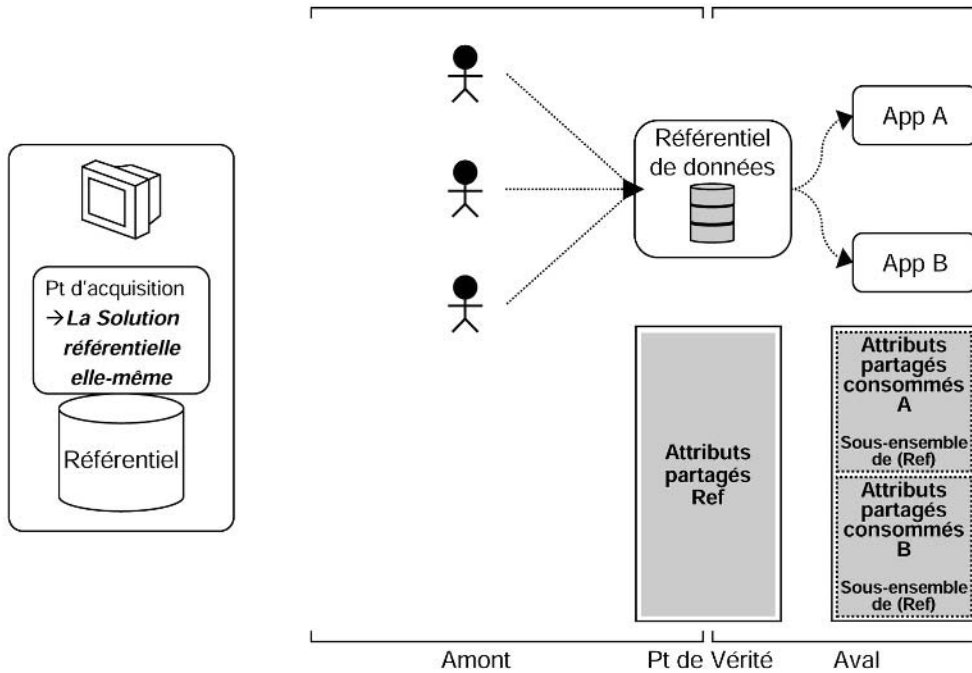 Pt d'acquisition
→La Solution
référentielle
elle-même
Référentiel
Référentiel
de données
App A
App B
Attributs
partagés
Ref
Attributs
partagés
consommés
A
Sous-ensemble
de (Ref)
Attributs
partagés
consommés
B
Sous-ensemble
de (Ref)
Amont
Pt de Vérité
Aval